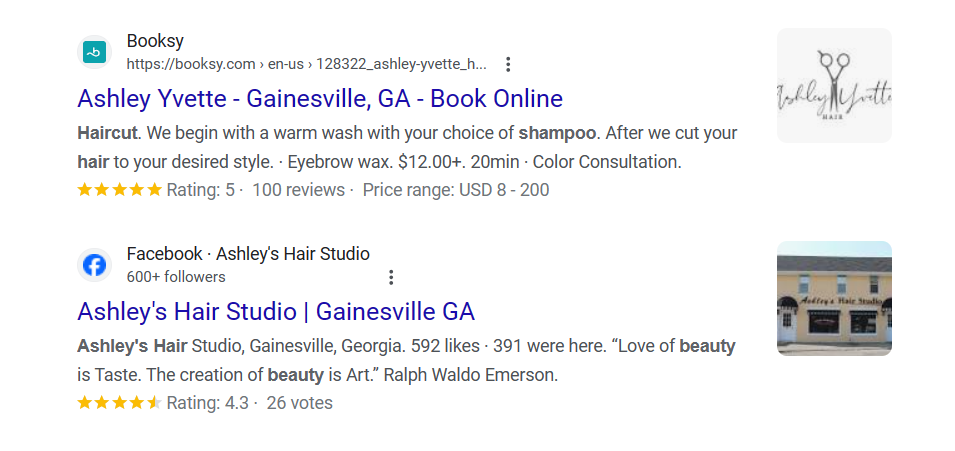 Booksy
https://booksy.com › en-us › 128322_ashley-yvette_h...
Ashley Yvette - Gainesville, GA - Book Online
Haircut. We begin with a warm wash with your choice of shampoo. After we cut your
hair to your desired style. · Eyebrow wax. $12.00+. 20min · Color Consultation.
Rating: 5 · 100 reviews · Price range: USD 8 - 200
Ashley Yvette
HAIR
Facebook · Ashley's Hair Studio
600+ followers
Ashley's Hair Studio | Gainesville GA
Ashley's Hair Studio, Gainesville, Georgia. 592 likes · 391 were here. “Love of beauty
is Taste. The creation of beauty is Art.” Ralph Waldo Emerson.
Rating: 4.3 · 26 votes
Ashley's Hair Studio